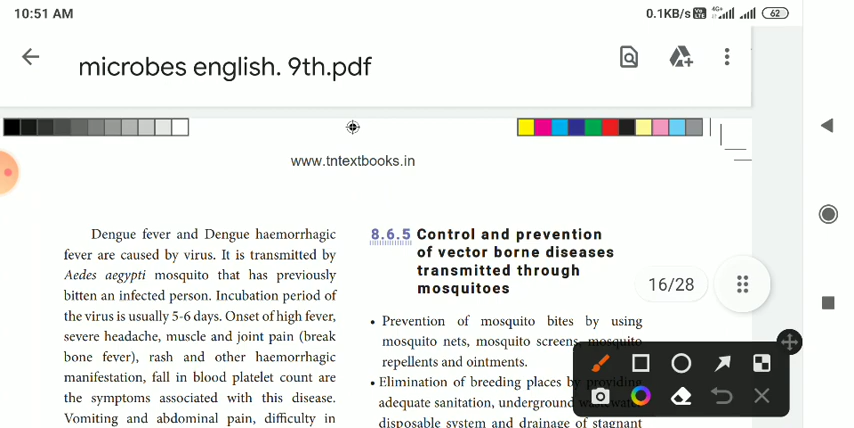 10:51 AM
0.1KB/s 4G+ 62
microbes english. 9th.pdf
www.tntextbooks.in
Dengue fever and Dengue haemorrhagic
fever are caused by virus. It is transmitted by
Aedes aegypti mosquito that has previously
bitten an infected person. Incubation period of
the virus is usually 5-6 days. Onset of high fever,
severe headache, muscle and joint pain (break
bone fever), rash and other haemorrhagic
manifestation, fall in blood platelet count are
the symptoms associated with this disease.
Vomiting and abdominal pain, difficulty in
8.6.5 Control and prevention
of vector borne diseases
transmitted through
mosquitoes
• Prevention of mosquito bites by using
mosquito nets, mosquito screens, mosquito
repellents and ointments.
• Elimination of breeding places by providing
adequate sanitation, underground wastewater
disposable system and drainage of stagnant
16/28